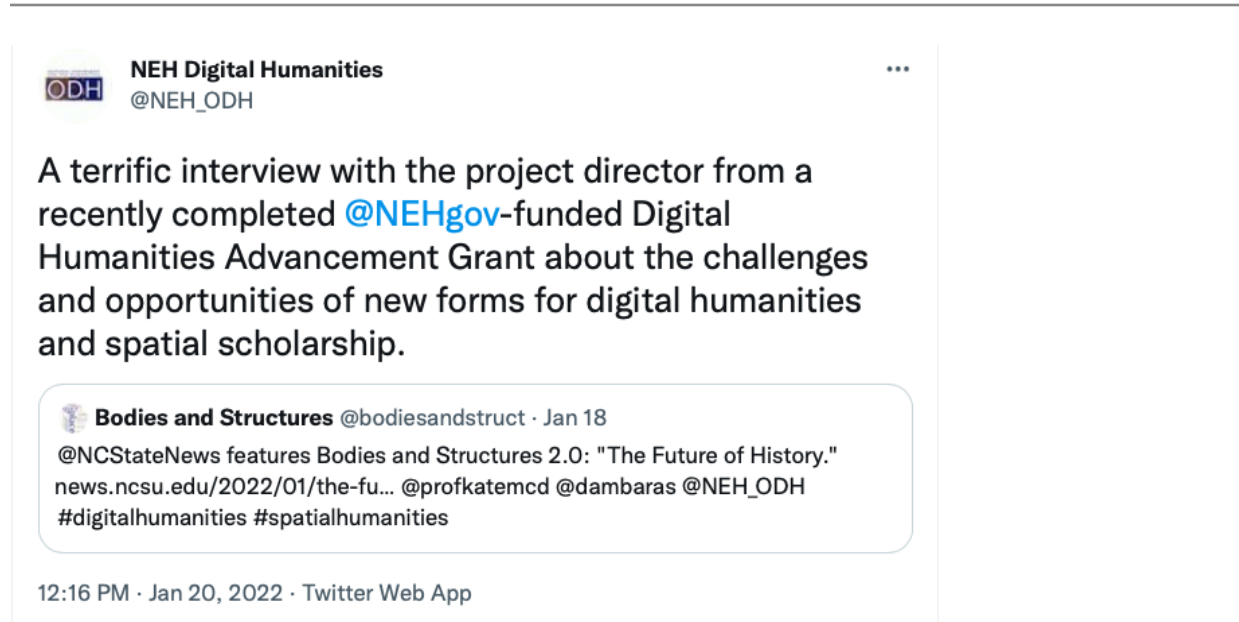 ODH
NEH Digital Humanities
@NEH_ODH
A terrific interview with the project director from a
recently completed @NEHgov-funded Digital
Humanities Advancement Grant about the challenges
and opportunities of new forms for digital humanities
and spatial scholarship.
Bodies and Structures @bodiesandstruct · Jan 18
@NCStateNews features Bodies and Structures 2.0: "The Future of History."
news.ncsu.edu/2022/01/the-fu... @profkatemcd @dambaras @NEH_ODH
#digitalhumanities #spatialhumanities
12:16 PM · Jan 20, 2022 · Twitter Web App